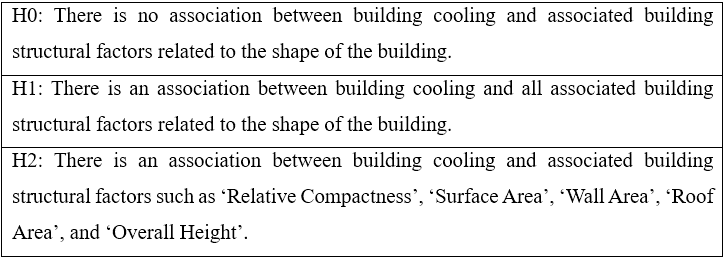 H0: There is no association between building cooling and associated building
structural factors related to the shape of the building.
H1: There is an association between building cooling and all associated building
structural factors related to the shape of the building.
H2: There is an association between building cooling and associated building
structural factors such as ‘Relative Compactness’, ‘Surface Area’, ‘Wall Area’, ‘Roof
Area’, and ‘Overall Height’.